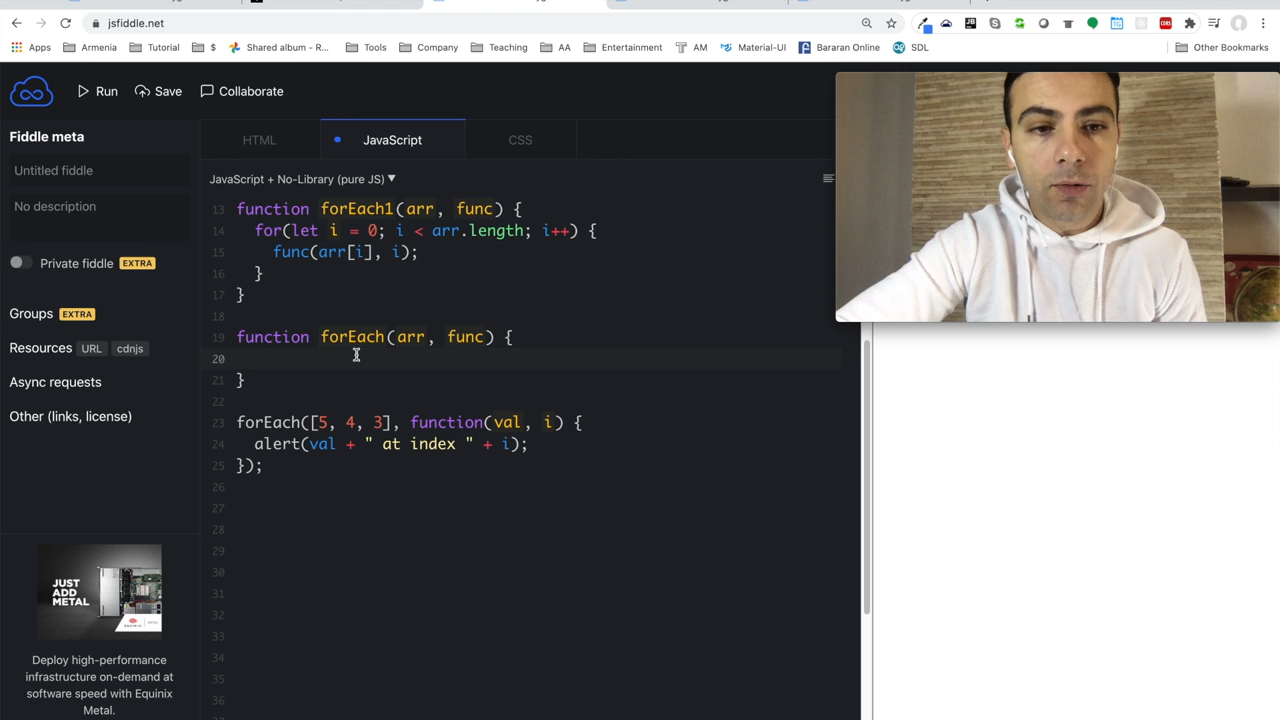 jsfiddle.net
Apps Armenia Tutorial $ Shared album - R... Tools Company Teaching AA Entertainment AM Material-UI Bararan Online SDL Other Bookmarks
Run Save Collaborate
Fiddle meta
Untitled fiddle
No description
Private fiddle EXTRA
Groups EXTRA
Resources URL cdnjs
Async requests
Other (links, license)
JUST
ADD
METAL
EQUINIX
METAL
Deploy high-performance
infrastructure on-demand at
software speed with Equinix
Metal.
HTML JavaScript CSS
JavaScript + No-Library (pure JS) ▼
13 function forEach1(arr, func) {
14 for(let i = 0; i < arr.length; i++) {
15 func(arr[i], i);
16 }
17 }
18
19 function forEach(arr, func) {
20
21 }
22
23 forEach([5, 4, 3], function(val, i) {
24 alert(val + " at index " + i);
25 });
26
27
28
29
30
31
32
33
34
35
36